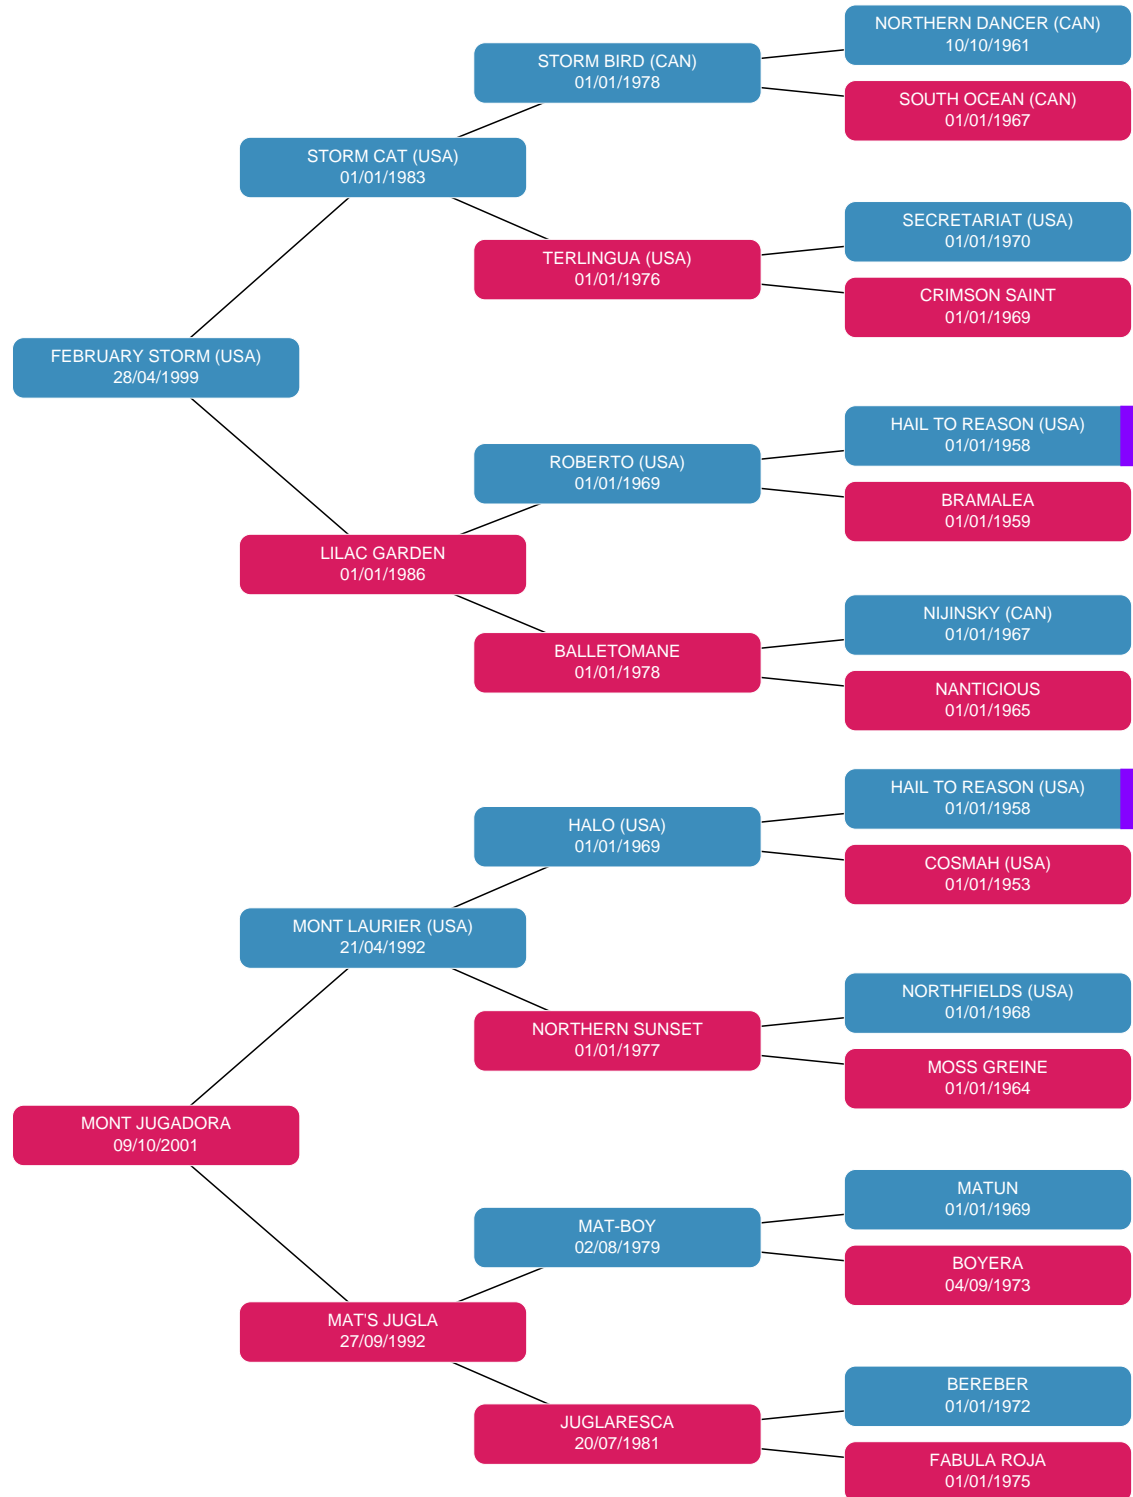 NORTHERN DANCER (CAN)
10/10/1961
STORM BIRD (CAN)
01/01/1978
SOUTH OCEAN (CAN)
01/01/1967
STORM CAT (USA)
01/01/1983
SECRETARIAT (USA)
01/01/1970
TERLINGUA (USA)
01/01/1976
CRIMSON SAINT
01/01/1969
FEBRUARY STORM (USA)
28/04/1999
HAIL TO REASON (USA)
01/01/1958
ROBERTO (USA)
01/01/1969
BRAMALEA
01/01/1959
LILAC GARDEN
01/01/1986
NIJINSKY (CAN)
01/01/1967
BALLETOMANE
01/01/1978
NANTICIOUS
01/01/1965
HAIL TO REASON (USA)
01/01/1958
HALO (USA)
01/01/1969
COSMAH (USA)
01/01/1953
MONT LAURIER (USA)
21/04/1992
NORTHFIELDS (USA)
01/01/1968
NORTHERN SUNSET
01/01/1977
MOSS GREINE
01/01/1964
MONT JUGADORA
09/10/2001
MATUN
01/01/1969
MAT-BOY
02/08/1979
BOYERA
04/09/1973
MAT'S JUGLA
27/09/1992
BEREBER
01/01/1972
JUGLARESCA
20/07/1981
FABULA ROJA
01/01/1975